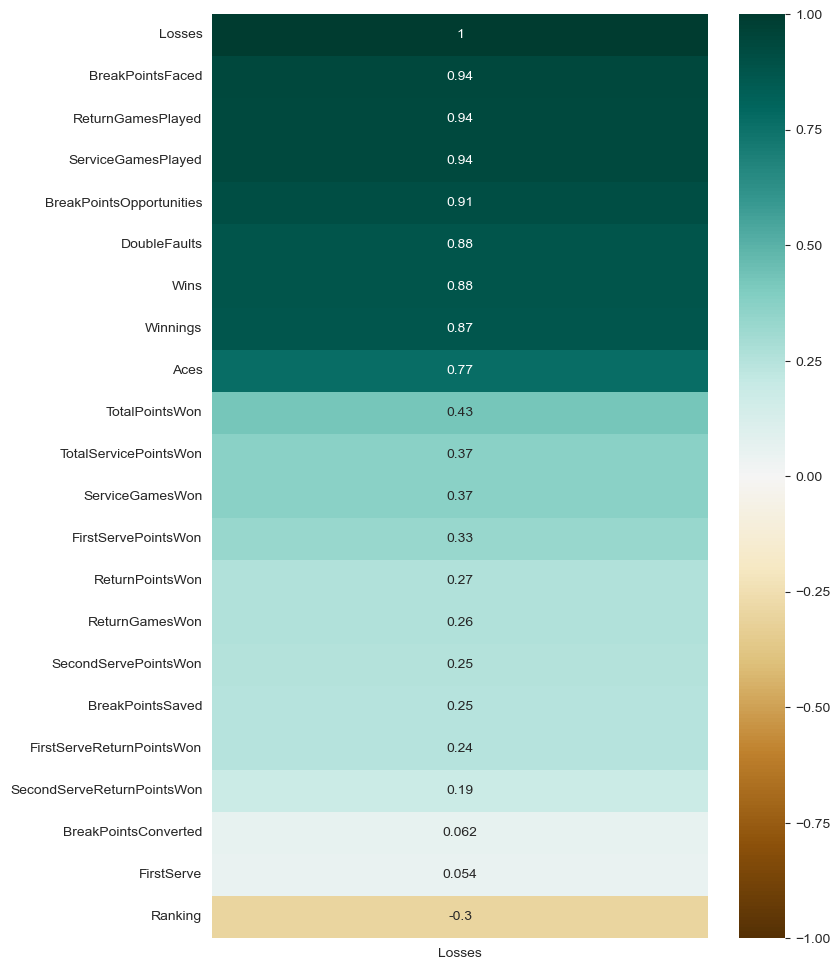 Losses 1
BreakPointsFaced 0.94
ReturnGamesPlayed 0.94
ServiceGamesPlayed 0.94
BreakPointsOpportunities 0.91
DoubleFaults 0.88
Wins 0.88
Winnings 0.87
Aces 0.77
TotalPointsWon 0.43
TotalServicePointsWon 0.37
ServiceGamesWon 0.37
FirstServePointsWon 0.33
ReturnPointsWon 0.27
ReturnGamesWon 0.26
SecondServePointsWon 0.25
BreakPointsSaved 0.25
FirstServeReturnPointsWon 0.24
SecondServeReturnPointsWon 0.19
BreakPointsConverted 0.062
FirstServe 0.054
Ranking -0.3
Losses
1.00
0.75
0.50
0.25
0.00
−0.25
−0.50
−0.75
−1.00